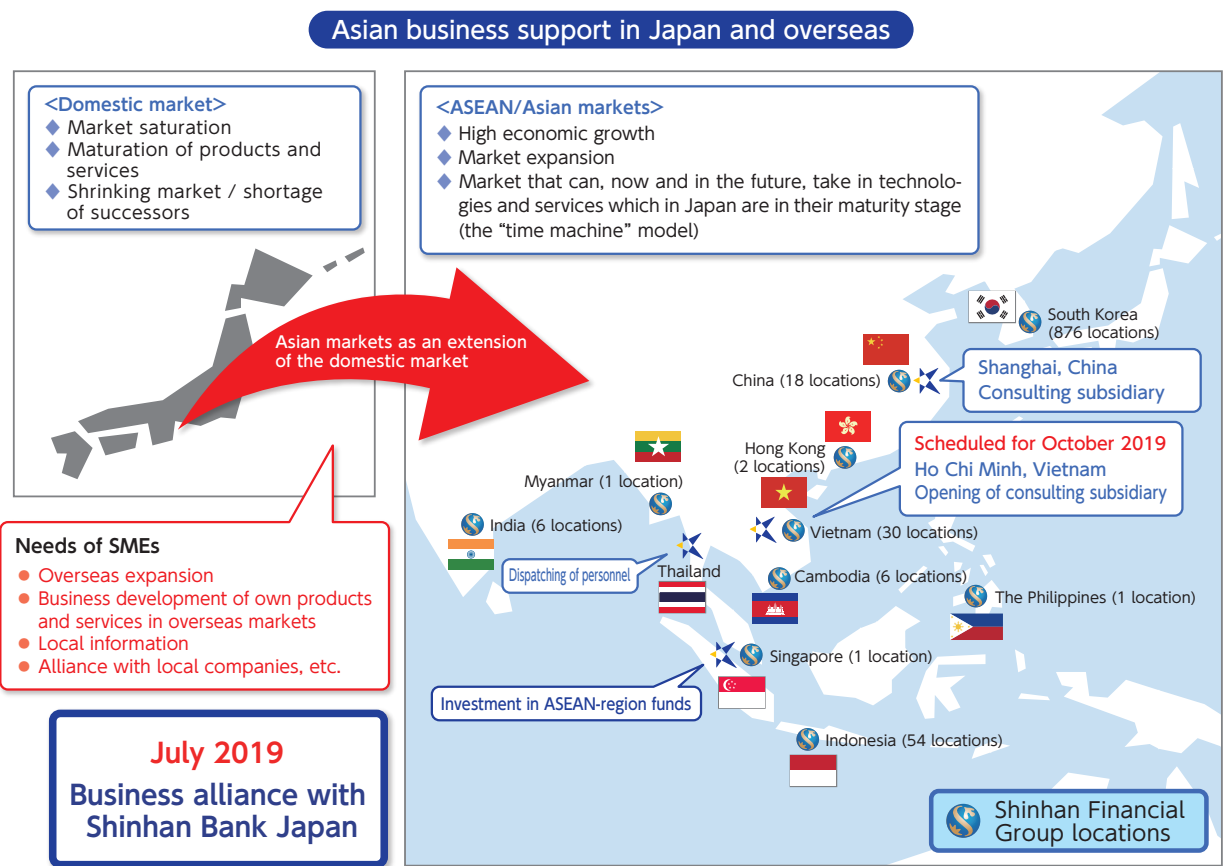 Asian business support in Japan and overseas
<Domestic market>
◆ Market saturation
◆ Maturation of products and
services
◆ Shrinking market / shortage
of successors
<ASEAN/Asian markets>
◆ High economic growth
◆ Market expansion
◆ Market that can, now and in the future, take in technolo-
gies and services which in Japan are in their maturity stage
(the “time machine” model)
Asian markets as an extension
of the domestic market
South Korea
(876 locations)
China (18 locations)
Shanghai, China
Consulting subsidiary
Hong Kong
(2 locations)
Scheduled for October 2019
Ho Chi Minh, Vietnam
Opening of consulting subsidiary
Myanmar (1 location)
India (6 locations)
Vietnam (30 locations)
Dispatching of personnel
Thailand
Cambodia (6 locations)
The Philippines (1 location)
Singapore (1 location)
Investment in ASEAN-region funds
Indonesia (54 locations)
Needs of SMEs
● Overseas expansion
● Business development of own products
and services in overseas markets
● Local information
● Alliance with local companies, etc.
July 2019
Business alliance with
Shinhan Bank Japan
Shinhan Financial
Group locations